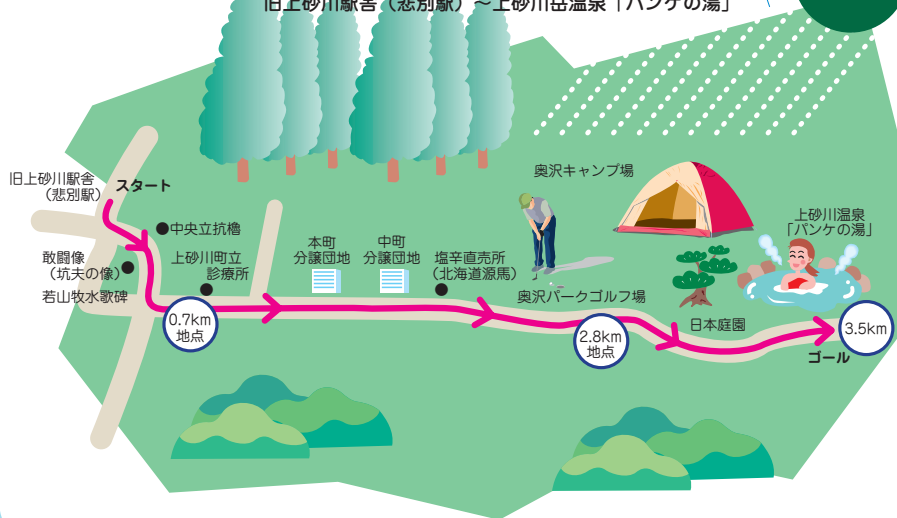 旧上砂川駅舎（悲別駅）～上砂川岳温泉「パンケの湯」
旧上砂川駅舎
（悲別駅）
スタート
中央立抗櫓
敢闘像
（坑夫の像）
若山牧水歌碑
上砂川町立
診療所
0.7km
地点
本町
分譲団地
中町
分譲団地
塩辛直売所
（北海道源馬）
奥沢キャンプ場
奥沢パークゴルフ場
2.8km
地点
日本庭園
上砂川温泉
「パンケの湯」
3.5km
ゴール